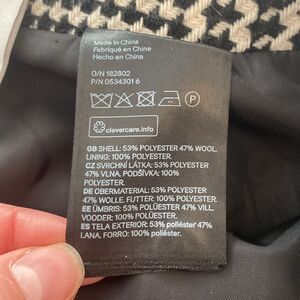 Made in China
Fabriqué en China
Hecho en China
O/N 182802
P/N 0534301 6
P
clevercare.info
GB SHELL: 53% POLYESTER 47% WOOL.
LINING: 100% POLYESTER.
CZ SVRCHNÍ LÁTKA: 53% POLYESTER
47% VLNA. PODŠÍVKA: 100%
POLYESTER.
DE OBERMATERIAL: 53% POLYESTER
47% WOLLE. FUTTER: 100% POLYESTER.
EE ÜMBRIS: 53% POLÜESTER 47% VILL.
VOODER: 100% POLÜESTER.
ES TELA EXTERIOR: 53% poliéster 47%
LANA. FORRO: 100% poliéster.